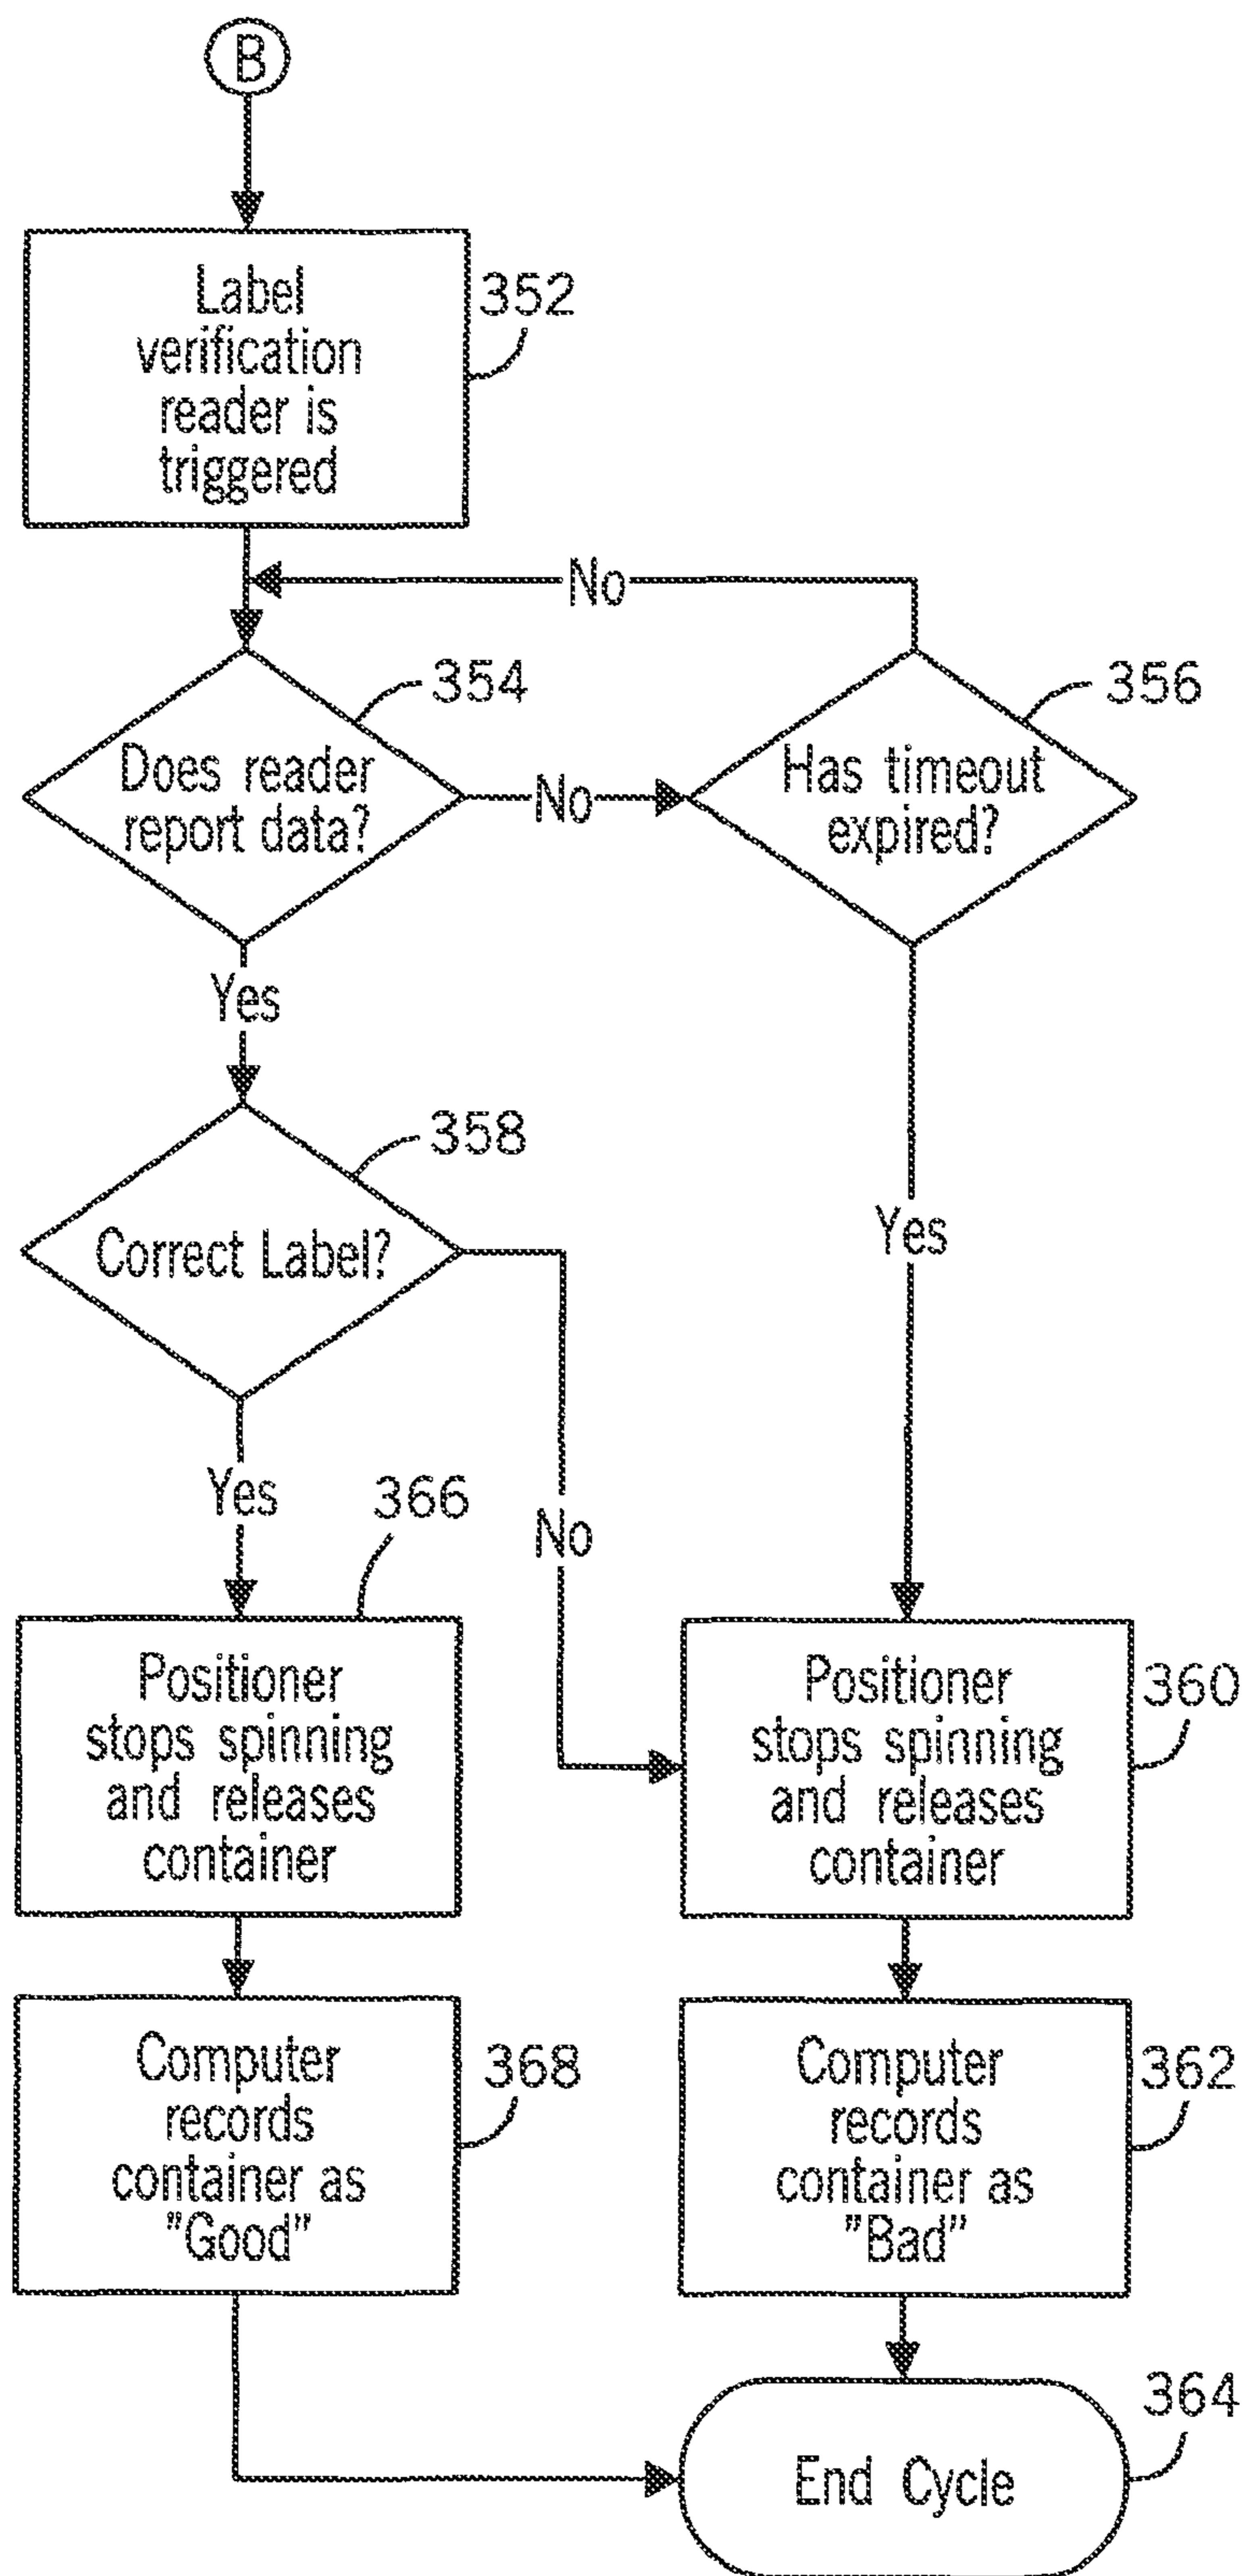 B
Label
verification
reader is
triggered
352
No
354
Does reader
report data?
No
356
Has timeout
expired?
Yes
358
Correct Label?
Yes
Yes
366
No
Positioner
stops spinning
and releases
container
Positioner
stops spinning
and releases
container
360
Computer
records
container as
"Good"
368
Computer
records
container as
"Bad"
362
364
End Cycle